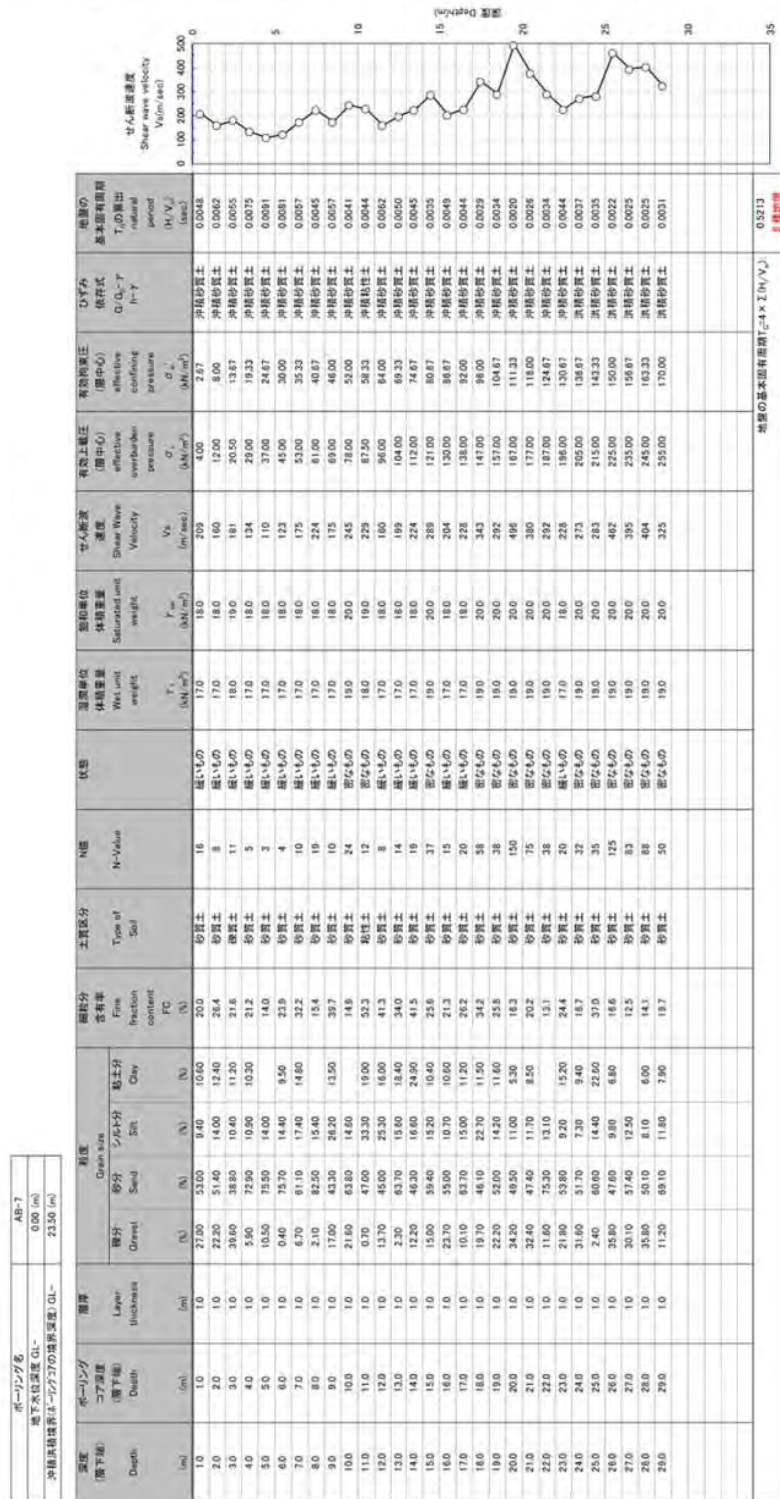 ボーリング名 AB-7
地下水位深度 GL- 0.00 (m)
沖積洪積境界(ボーリングコアの境界深度) GL- 23.50 (m)
深度 (層下端) Depth (m)
ボーリングコア深度 (層下端) Depth (m)
層厚 Layer thickness (m)
粒度 Grain size
礫分 Gravel (%)
砂分 Sand (%)
シルト分 Silt (%)
粘土分 Clay (%)
細粒分含有率 Fine fraction content FC (%)
土質区分 Type of Soil
N値 N-Value
状態
湿潤単位体積重量 Wet unit weight γt (kN/m³)
飽和単位体積重量 Saturated unit weight γsat (kN/m³)
せん断波速度 Shear Wave Velocity Vs (m/sec)
有効上載圧 (層中心) effective overburden pressure (kN/m²)
有効拘束圧 (層中心) effective confining pressure (kN/m²)
ひずみ依存式 G/G0-γ h-γ
地盤の基本固有周期 TGの算出 natural period (H/Vs) (sec)
1.0 1.0 1.0 27.00 53.00 9.40 10.60 20.0 砂質土 16 緩いもの 17.0 18.0 209 4.00 2.67 沖積砂質土 0.0048
2.0 2.0 1.0 22.20 51.40 14.00 12.40 26.4 砂質土 8 緩いもの 17.0 18.0 160 12.00 8.00 沖積砂質土 0.0062
3.0 3.0 1.0 39.60 38.80 10.40 11.20 21.6 礫質土 11 緩いもの 18.0 19.0 181 20.50 13.67 沖積砂質土 0.0055
4.0 4.0 1.0 5.90 72.90 10.90 10.30 21.2 砂質土 5 緩いもの 17.0 18.0 134 29.00 19.33 沖積砂質土 0.0075
5.0 5.0 1.0 10.50 75.50 14.00 14.0 砂質土 3 緩いもの 17.0 18.0 110 37.00 24.67 沖積砂質土 0.0091
6.0 6.0 1.0 0.40 75.70 14.40 9.50 23.9 砂質土 4 緩いもの 17.0 18.0 123 45.00 30.00 沖積砂質土 0.0081
7.0 7.0 1.0 6.70 61.10 17.40 14.80 32.2 砂質土 10 緩いもの 17.0 18.0 175 53.00 35.33 沖積砂質土 0.0057
8.0 8.0 1.0 2.10 82.50 15.40 15.4 砂質土 19 緩いもの 17.0 18.0 224 61.00 40.67 沖積砂質土 0.0045
9.0 9.0 1.0 17.00 43.30 26.20 13.50 39.7 砂質土 10 緩いもの 17.0 18.0 175 69.00 46.00 沖積砂質土 0.0057
10.0 10.0 1.0 21.60 63.80 14.60 14.6 砂質土 24 密なもの 19.0 20.0 245 78.00 52.00 沖積砂質土 0.0041
11.0 11.0 1.0 0.70 47.00 33.30 19.00 52.3 粘性土 12 密なもの 18.0 19.0 229 87.50 58.33 沖積粘性土 0.0044
12.0 12.0 1.0 13.70 45.00 25.30 16.00 41.3 砂質土 8 緩いもの 17.0 18.0 160 96.00 64.00 沖積砂質土 0.0062
13.0 13.0 1.0 2.30 63.70 15.60 18.40 34.0 砂質土 14 緩いもの 17.0 18.0 199 104.00 69.33 沖積砂質土 0.0050
14.0 14.0 1.0 12.20 46.30 16.60 24.90 41.5 砂質土 19 緩いもの 17.0 18.0 224 112.00 74.67 沖積砂質土 0.0045
15.0 15.0 1.0 15.00 59.40 15.20 10.40 25.6 砂質土 37 密なもの 19.0 20.0 289 121.00 80.67 沖積砂質土 0.0035
16.0 16.0 1.0 23.70 55.00 10.70 10.60 21.3 砂質土 15 緩いもの 17.0 18.0 204 130.00 86.67 沖積砂質土 0.0049
17.0 17.0 1.0 10.10 63.70 15.00 11.20 26.2 砂質土 20 緩いもの 17.0 18.0 228 138.00 92.00 沖積砂質土 0.0044
18.0 18.0 1.0 19.70 46.10 22.70 11.50 34.2 砂質土 58 密なもの 19.0 20.0 343 147.00 98.00 沖積砂質土 0.0029
19.0 19.0 1.0 22.20 52.00 14.20 11.60 25.8 砂質土 38 密なもの 19.0 20.0 292 157.00 104.67 沖積砂質土 0.0034
20.0 20.0 1.0 34.20 49.50 11.00 5.30 16.3 砂質土 150 密なもの 19.0 20.0 496 167.00 111.33 沖積砂質土 0.0020
21.0 21.0 1.0 32.40 47.40 11.70 8.50 20.2 砂質土 75 密なもの 19.0 20.0 380 177.00 118.00 沖積砂質土 0.0026
22.0 22.0 1.0 11.60 75.30 13.10 13.1 砂質土 38 密なもの 19.0 20.0 292 187.00 124.67 沖積砂質土 0.0034
23.0 23.0 1.0 21.80 53.80 9.20 15.20 24.4 砂質土 20 緩いもの 17.0 18.0 228 196.00 130.67 沖積砂質土 0.0044
24.0 24.0 1.0 31.60 51.70 7.30 9.40 16.7 砂質土 32 密なもの 19.0 20.0 273 205.00 136.67 洪積砂質土 0.0037
25.0 25.0 1.0 2.40 60.60 14.40 22.60 37.0 砂質土 35 密なもの 19.0 20.0 283 215.00 143.33 洪積砂質土 0.0035
26.0 26.0 1.0 35.80 47.60 9.80 6.80 16.6 砂質土 125 密なもの 19.0 20.0 462 225.00 150.00 洪積砂質土 0.0022
27.0 27.0 1.0 30.10 57.40 12.50 12.5 砂質土 83 密なもの 19.0 20.0 395 235.00 156.67 洪積砂質土 0.0025
28.0 28.0 1.0 35.80 50.10 8.10 6.00 14.1 砂質土 88 密なもの 19.0 20.0 404 245.00 163.33 洪積砂質土 0.0025
29.0 29.0 1.0 11.20 69.10 11.80 7.90 19.7 砂質土 50 密なもの 19.0 20.0 325 255.00 170.00 洪積砂質土 0.0031
地盤の基本固有周期TG=4×Σ(H/Vs) 0.5213
せん断波速度
Shear wave velocity
Vs(m/sec)
0 100 200 300 400 500
0
5
10
15
20
25
30
35
深度 Depth(m)